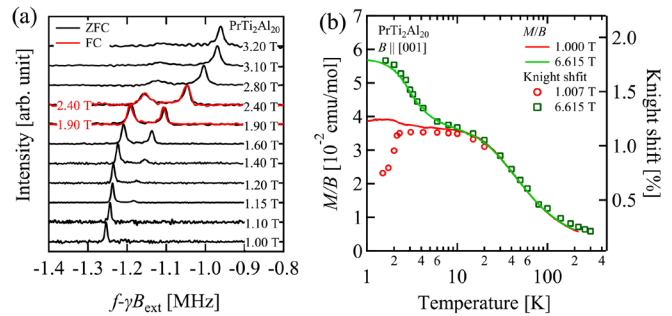 (a)
ZFC
FC
PrTi2Al20
3.20 T
3.10 T
2.80 T
2.40 T
2.40 T
1.90 T
1.90 T
1.60 T
1.40 T
1.20 T
1.15 T
1.10 T
1.00 T
Intensity [arb. unit]
-1.4 -1.3 -1.2 -1.1 -1.0 -0.9 -0.8
f-γBext [MHz]
(b)
PrTi2Al20
B || [001]
M/B
1.000 T
6.615 T
Knight shfit
1.007 T
6.615 T
M/B [10-2 emu/mol]
7
6
5
4
3
2
1
0
Knight shift [%]
2.0
1.5
1.0
0.5
1 2 4 6 10 2 4 6 100 2 4
Temperature [K]